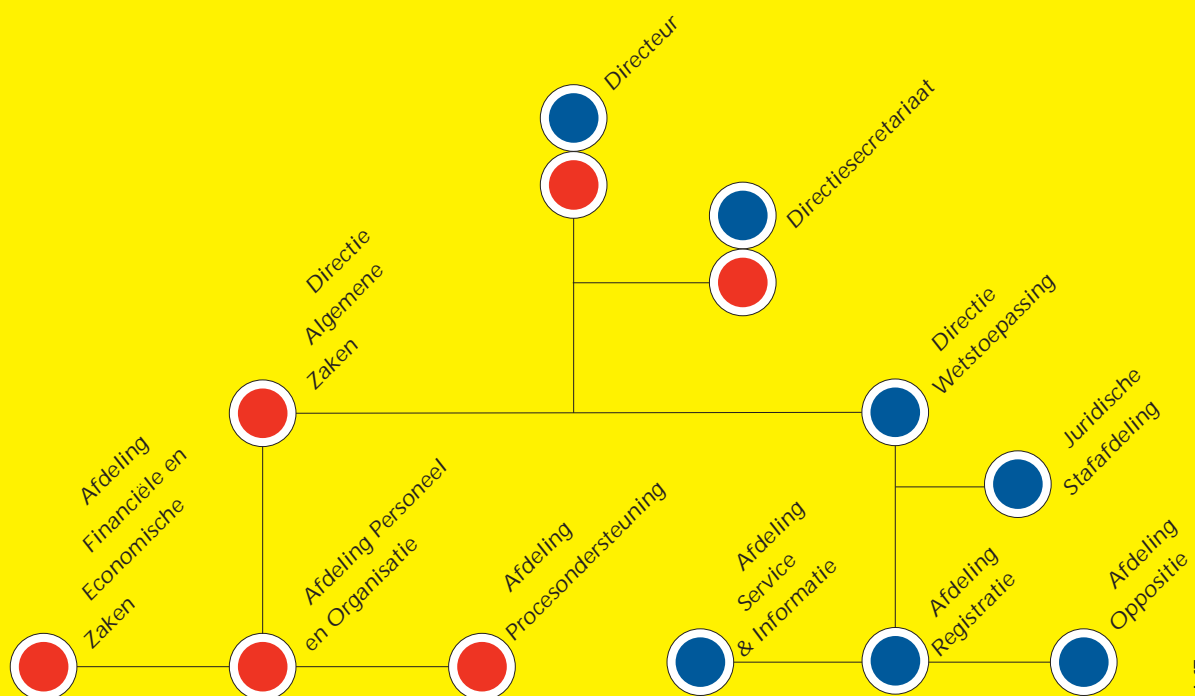 Directeur
Directiesecretariaat
Directie
Algemene
Zaken
Directie
Wetstoepassing
Juridische
Stafafdeling
Afdeling
Financiële en
Economische
Zaken
Afdeling Personeel
en Organisatie
Afdeling
Procesondersteuning
Afdeling
Service
& Informatie
Afdeling
Registratie
Afdeling
Oppositie